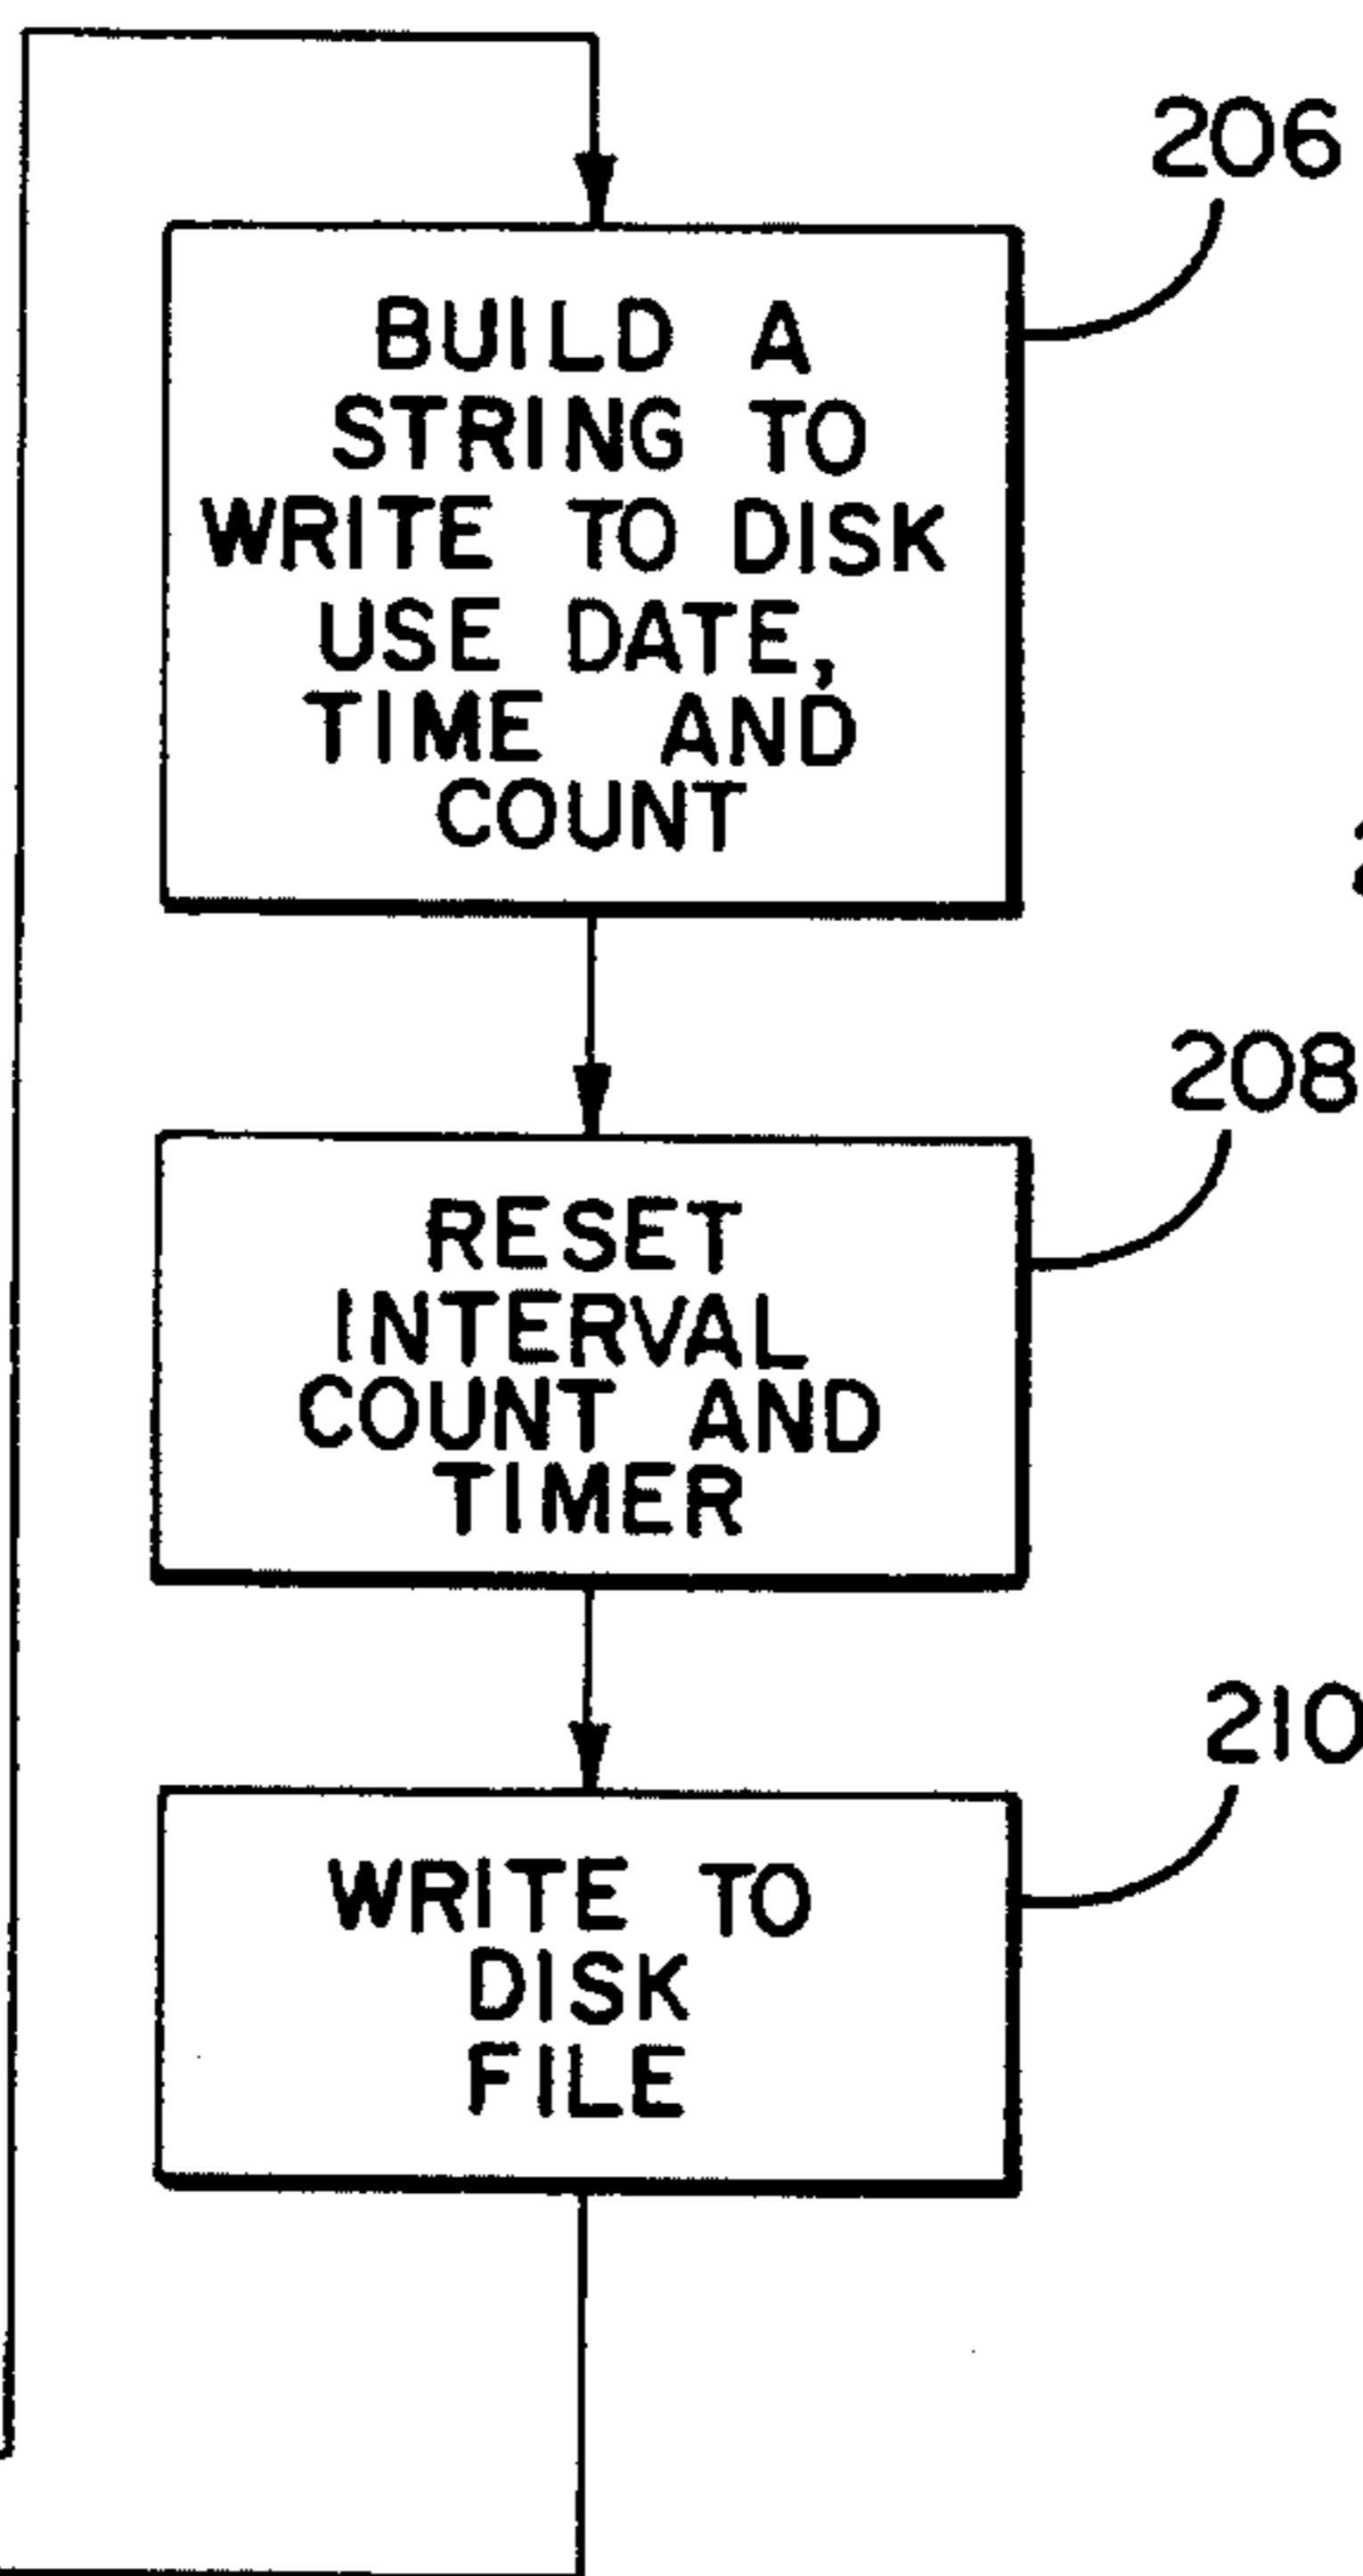 206
BUILD A
STRING TO
WRITE TO DISK
USE DATE,
TIME AND
COUNT
208
RESET
INTERVAL
COUNT AND
TIMER
210
WRITE TO
DISK
FILE